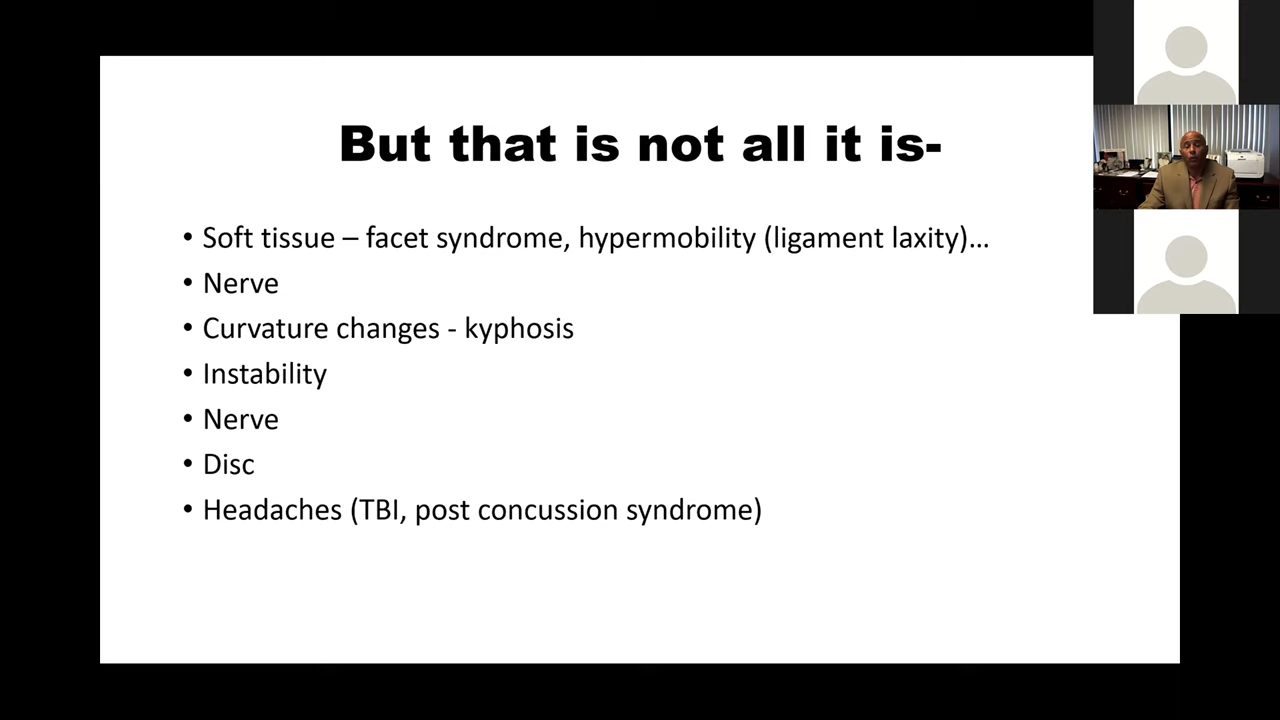 But that is not all it is-
• Soft tissue – facet syndrome, hypermobility (ligament laxity)…
• Nerve
• Curvature changes - kyphosis
• Instability
• Nerve
• Disc
• Headaches (TBI, post concussion syndrome)